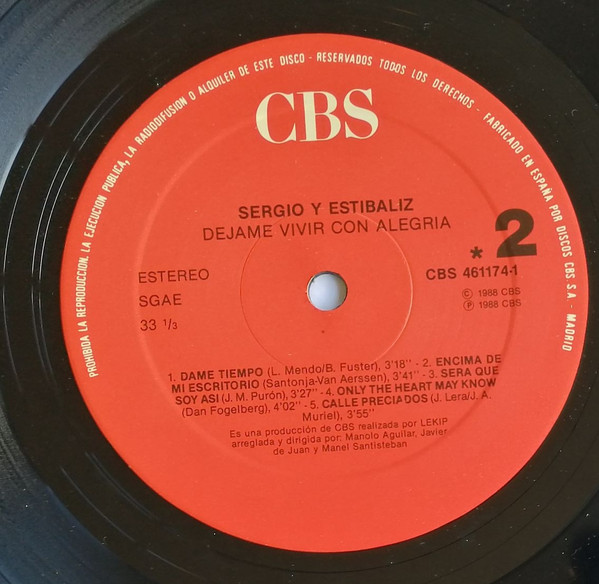 PROHIBIDA LA REPRODUCCION, LA EJECUCION PUBLICA, LA RADIODIFUSION O ALQUILER DE ESTE DISCO - RESERVADOS TODOS LOS DERECHOS - FABRICADO EN ESPAÑA POR DISCOS CBS S.A. - MADRID
CBS
SERGIO Y ESTIBALIZ
DEJAME VIVIR CON ALEGRIA
* 2
ESTEREO
SGAE
33 1/3
CBS 461174-1
© 1988 CBS
℗ 1988 CBS
1. DAME TIEMPO (L. Mendo/B. Fuster), 3'18" - 2. ENCIMA DE
MI ESCRITORIO (Santonja-Van Aerssen), 3'41" - 3. SERA QUE
SOY ASI (J. M. Purón), 3'27" - 4. ONLY THE HEART MAY KNOW
(Dan Fogelberg), 4'02" - 5. CALLE PRECIADOS (J. Lera/J. A.
Muriel), 3'55"
Es una producción de CBS realizada por LEKIP
arreglada y dirigida por: Manolo Aguilar, Javier
de Juan y Manel Santisteban